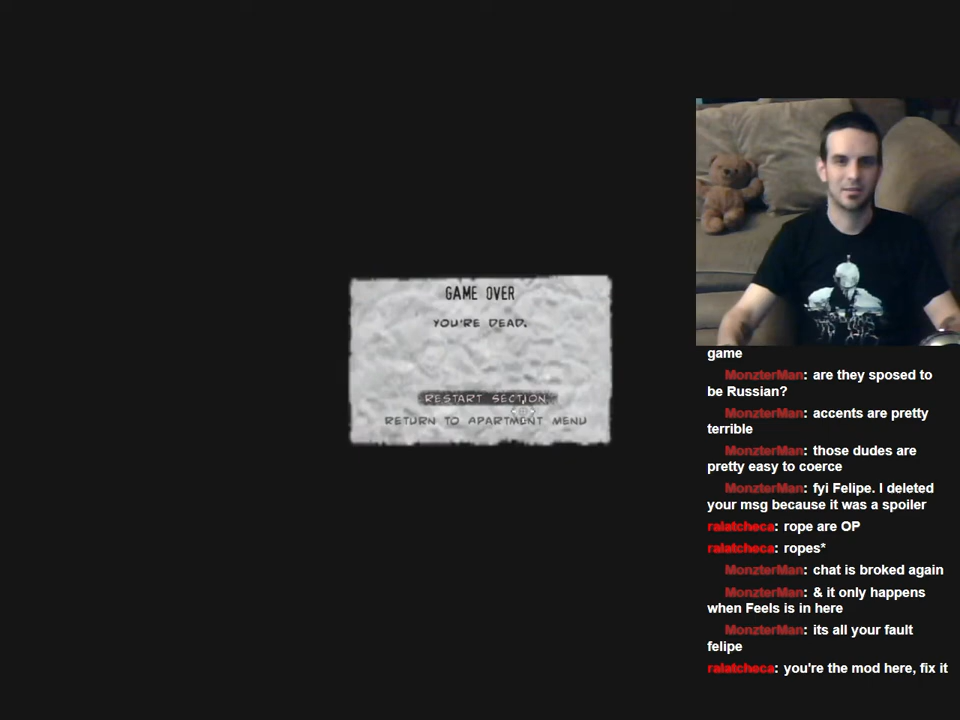 GAME OVER
YOU'RE DEAD.
RESTART SECTION
RETURN TO APARTMENT MENU
game
MonzterMan: are they sposed to
be Russian?
MonzterMan: accents are pretty
terrible
MonzterMan: those dudes are
pretty easy to coerce
MonzterMan: fyi Felipe. I deleted
your msg because it was a spoiler
ralatcheca: rope are OP
ralatcheca: ropes*
MonzterMan: chat is broked again
MonzterMan: & it only happens
when Feels is in here
MonzterMan: its all your fault
felipe
ralatcheca: you're the mod here, fix it